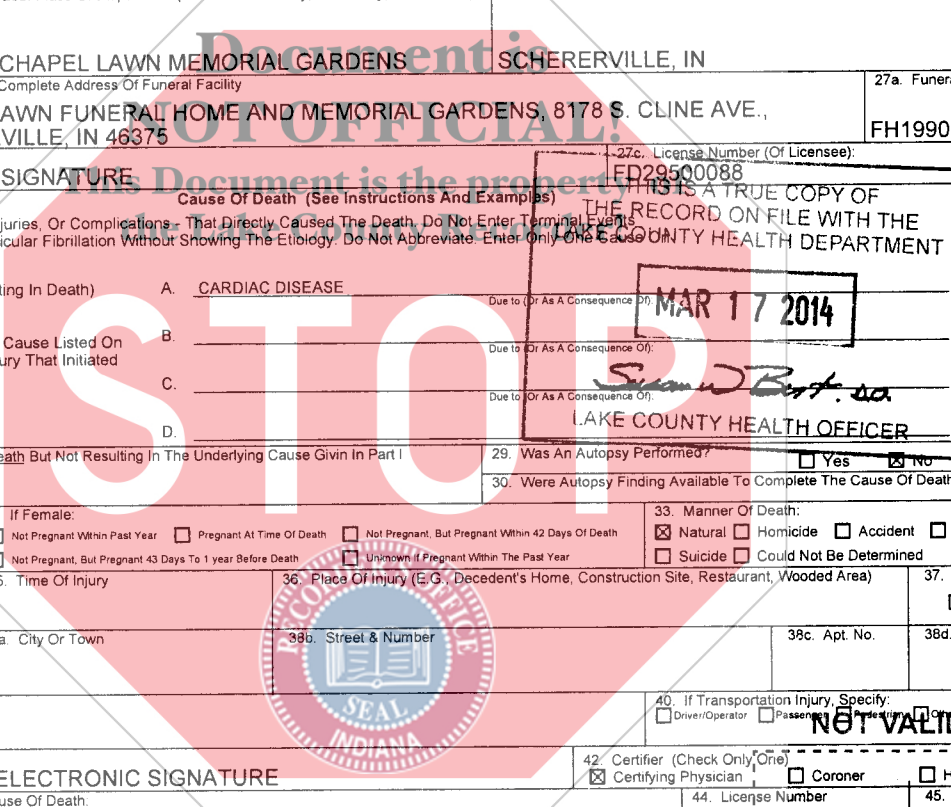 CHAPEL LAWN MEMORIAL GARDENS
SCHERERVILLE, IN
Complete Address Of Funeral Facility
27a. Funera
AWN FUNERAL HOME AND MEMORIAL GARDENS, 8178 S. CLINE AVE.,
VILLE, IN 46375
FH1990
Document is
NOT OFFICIAL!
This Document is the property
the Lake County Recorder
27c. License Number (Of Licensee):
SIGNATURE
FD29500088
THIS IS A TRUE COPY OF
THE RECORD ON FILE WITH THE
LAKE COUNTY HEALTH DEPARTMENT
MAR 17 2014
LAKE COUNTY HEALTH OFFICER
Cause Of Death (See Instructions And Examples)
juries, Or Complications - That Directly Caused The Death. Do Not Enter Terminal Events
icular Fibrillation Without Showing The Etiology. Do Not Abbreviate. Enter Only One Cause On
ting In Death)
A. CARDIAC DISEASE
Due to (Or As A Consequence Of):
B.
Cause Listed On
ury That Initiated
Due to (Or As A Consequence Of):
C.
Due to (Or As A Consequence Of):
D.
STOP
eath But Not Resulting In The Underlying Cause Givin In Part I
29. Was An Autopsy Performed?
Yes
No
30. Were Autopsy Finding Available To Complete The Cause Of Death
If Female:
Not Pregnant Within Past Year
Pregnant At Time Of Death
Not Pregnant, But Pregnant Within 42 Days Of Death
Not Pregnant, But Pregnant 43 Days To 1 year Before Death
Unknown If Pregnant Within The Past Year
33. Manner Of Death:
Natural
Homicide
Accident
Suicide
Could Not Be Determined
5. Time Of Injury
36. Place Of Injury (E.G., Decedent's Home, Construction Site, Restaurant, Wooded Area)
37.
a. City Or Town
38b. Street & Number
38c. Apt. No.
38d.
RECORDER'S OFFICE
SEAL
INDIANA
40. If Transportation Injury, Specify:
Driver/Operator
Passenger
Pedestrian
Othe
NOT VALID
ELECTRONIC SIGNATURE
42. Certifier (Check Only One)
Certifying Physician
Coroner
H
use Of Death:
44. License Number
45.